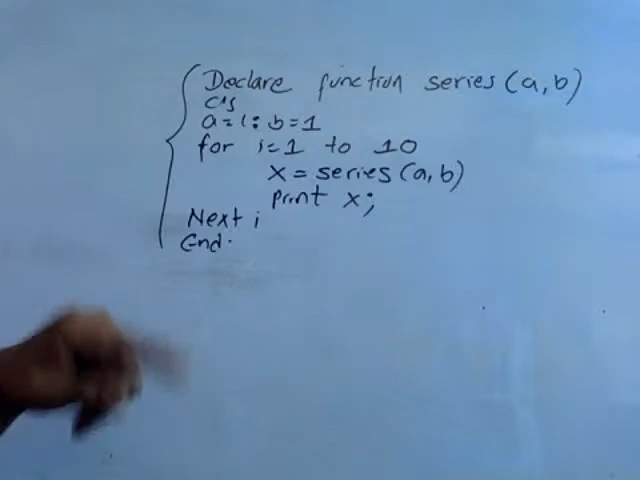 Declare function series (a, b)
Cls
a=1: b=1
for i=1 to 10
x = series (a, b)
Print x;
Next i
End.